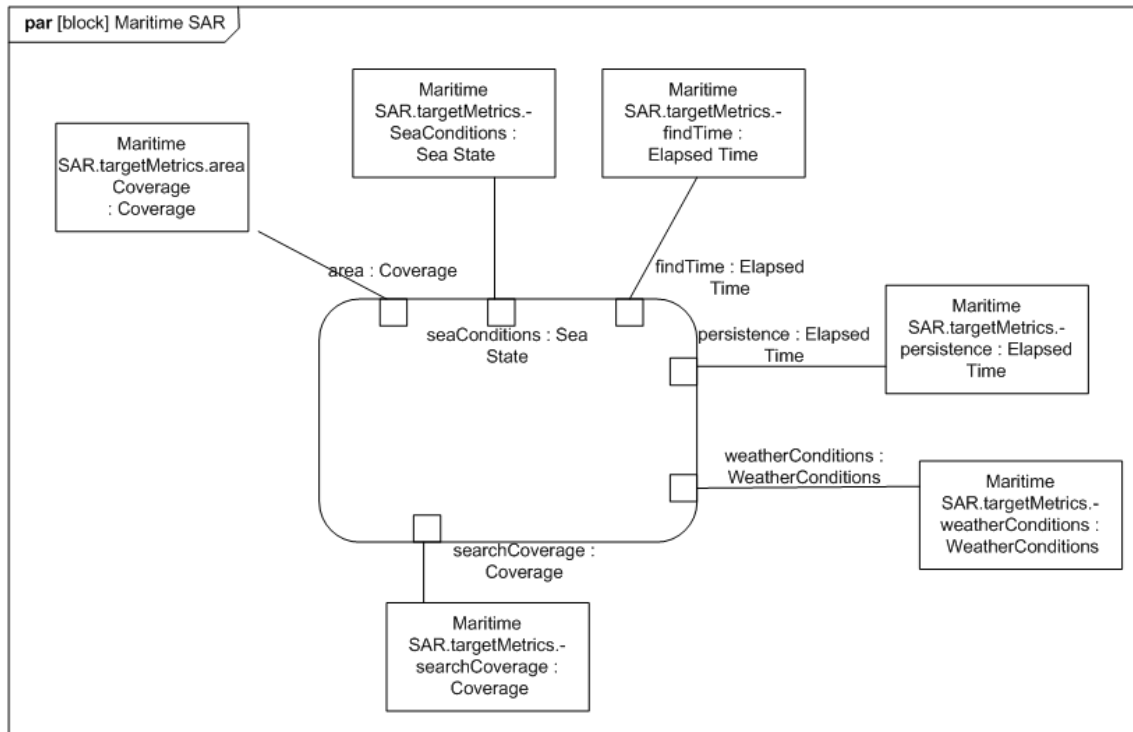 par [block] Maritime SAR
Maritime
SAR.targetMetrics.area
Coverage
: Coverage
Maritime
SAR.targetMetrics.-
SeaConditions :
Sea State
Maritime
SAR.targetMetrics.-
findTime :
Elapsed Time
area : Coverage
findTime : Elapsed
Time
seaConditions : Sea
State
persistence : Elapsed
Time
Maritime
SAR.targetMetrics.-
persistence : Elapsed
Time
weatherConditions :
WeatherConditions
Maritime
SAR.targetMetrics.-
weatherConditions :
WeatherConditions
searchCoverage :
Coverage
Maritime
SAR.targetMetrics.-
searchCoverage :
Coverage